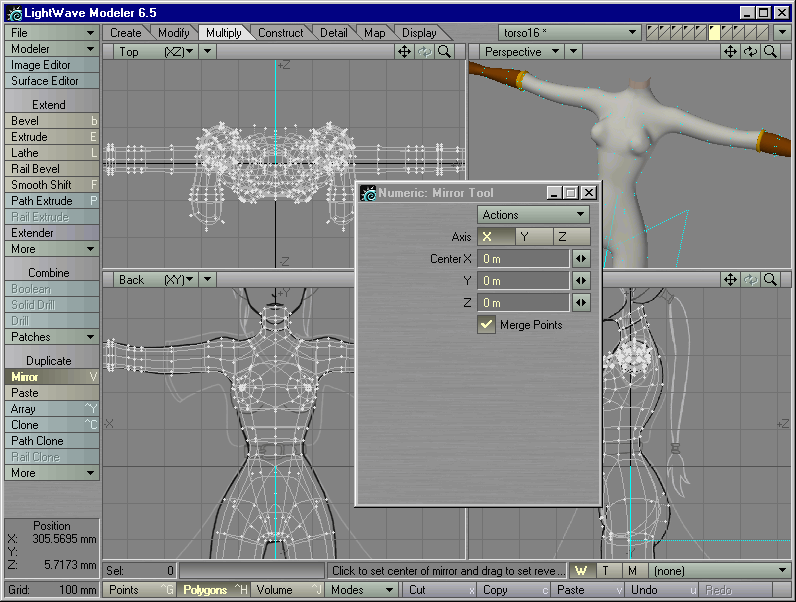 LightWave Modeler 6.5
File
Create Modify Multiply Construct Detail Map Display
torso16 *
Modeler
Top (XZ)
Perspective
Image Editor
Surface Editor
Extend
Bevel b
Extrude E
Lathe L
Rail Bevel
Smooth Shift F
Path Extrude P
Rail Extrude
Extender
More
Combine
Boolean
Solid Drill
Drill
Patches
Duplicate
Mirror V
Paste
Array ^Y
Clone ^C
Path Clone
Rail Clone
More
+Z
-Z
Back (XY)
+Y
-X
+Z
Numeric: Mirror Tool
Actions
Axis X Y Z
Center X 0 m
Y 0 m
Z 0 m
Merge Points
Position
X: 305.5695 mm
Y:
Z: 5.7173 mm
Grid: 100 mm
Sel: 0
Click to set center of mirror and drag to set reve...
W T M (none)
Points ^G Polygons ^H Volume ^J Modes Cut x Copy c Paste v Undo u Redo